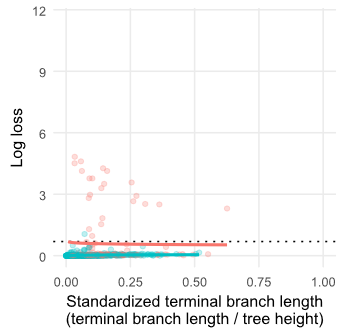 12
9
6
3
0
Log loss
0.00 0.25 0.50 0.75 1.00
Standardized terminal branch length
(terminal branch length / tree height)